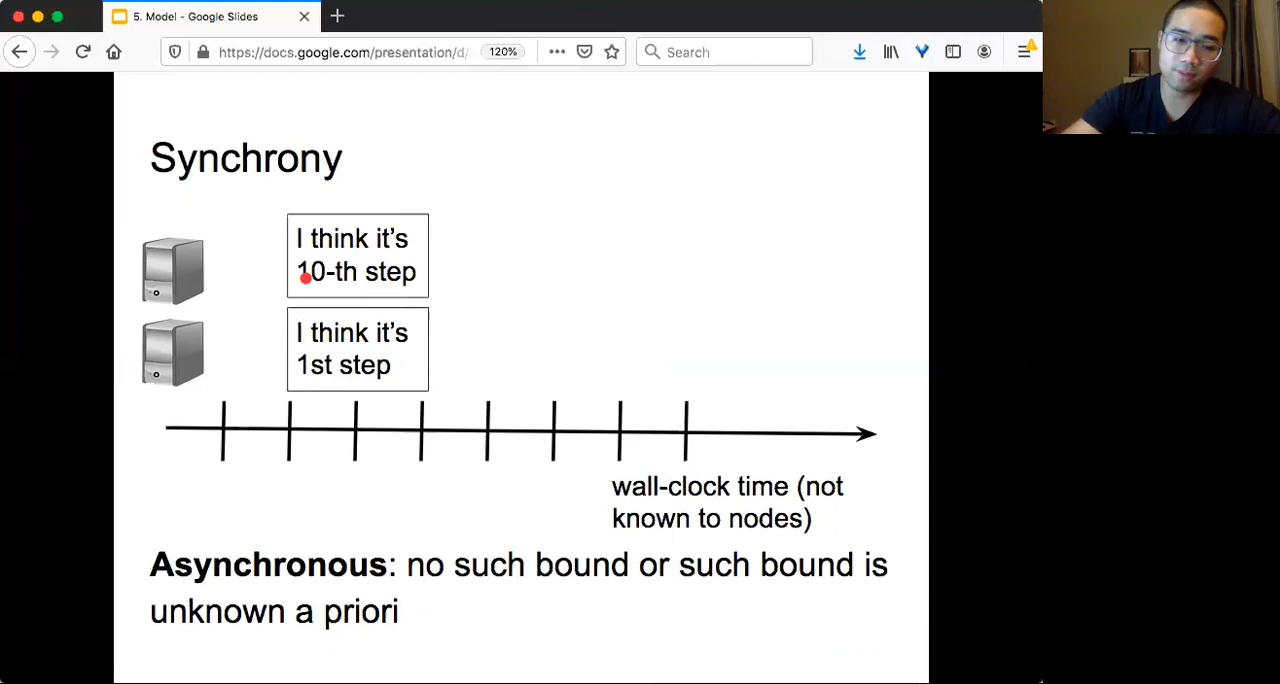 5. Model - Google Slides
https://docs.google.com/presentation/d/
120%
Search
Synchrony
I think it's
10-th step
I think it's
1st step
wall-clock time (not
known to nodes)
Asynchronous: no such bound or such bound is
unknown a priori